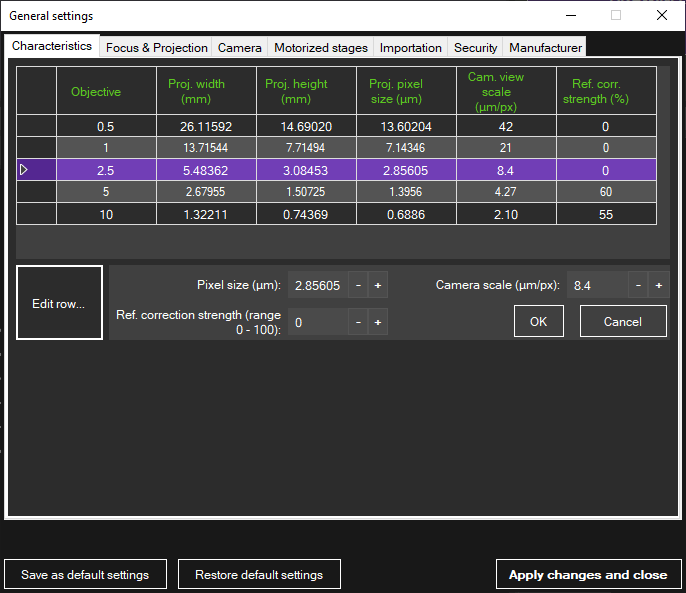 General settings
Characteristics Focus & Projection Camera Motorized stages Importation Security Manufacturer
Objective Proj. width (mm) Proj. height (mm) Proj. pixel size (µm) Cam. view scale (µm/px) Ref. corr. strength (%)
0.5 26.11592 14.69020 13.60204 42 0
1 13.71544 7.71494 7.14346 21 0
2.5 5.48362 3.08453 2.85605 8.4 0
5 2.67955 1.50725 1.3956 4.27 60
10 1.32211 0.74369 0.6886 2.10 55
Edit row...
Pixel size (µm): 2.85605 - + Camera scale (µm/px): 8.4 - +
Ref. correction strength (range
0 - 100): 0 - + OK Cancel
Save as default settings Restore default settings Apply changes and close